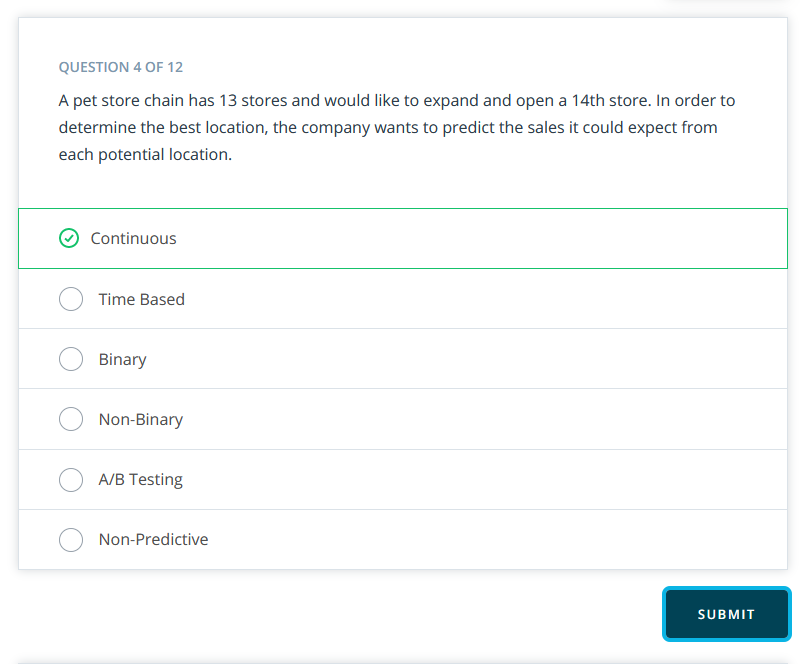 QUESTION 4 OF 12
A pet store chain has 13 stores and would like to expand and open a 14th store. In order to
determine the best location, the company wants to predict the sales it could expect from
each potential location.
Continuous
Time Based
Binary
Non-Binary
A/B Testing
Non-Predictive
SUBMIT